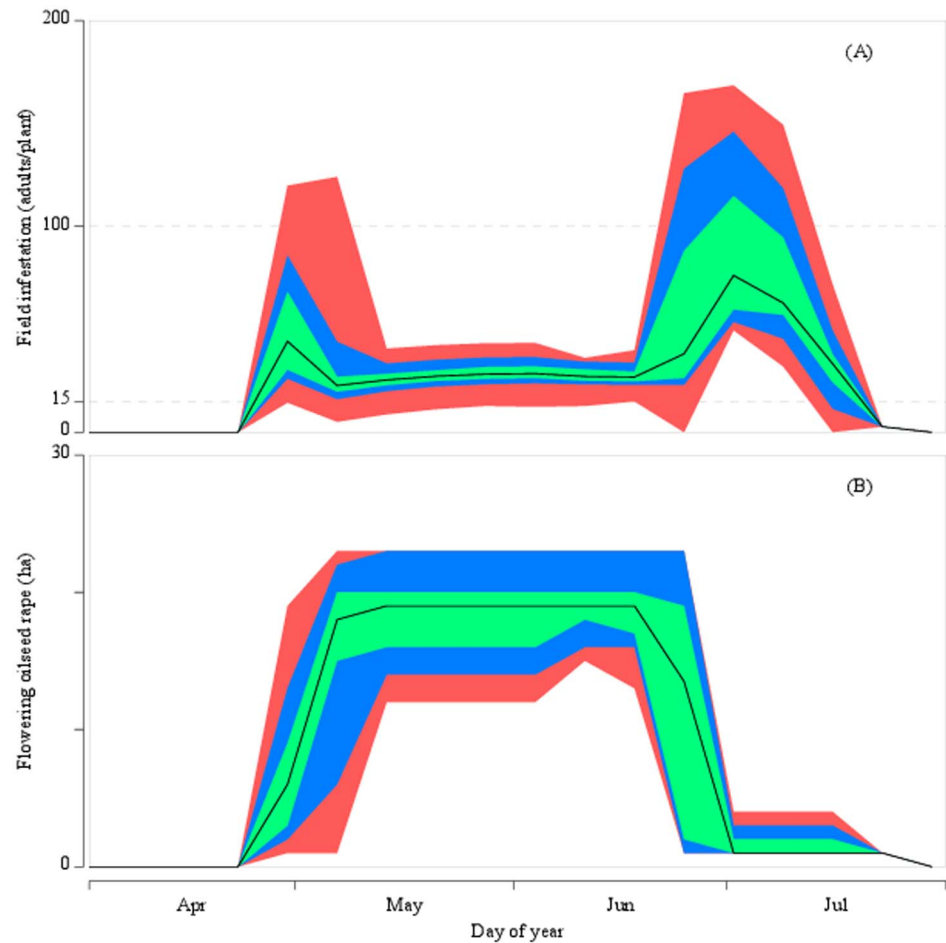 200
(A)
Field infestation (adults/plant)
100
15
0
30
(B)
Flowering oilseed rape (ha)
0
Apr May Jun Jul
Day of year